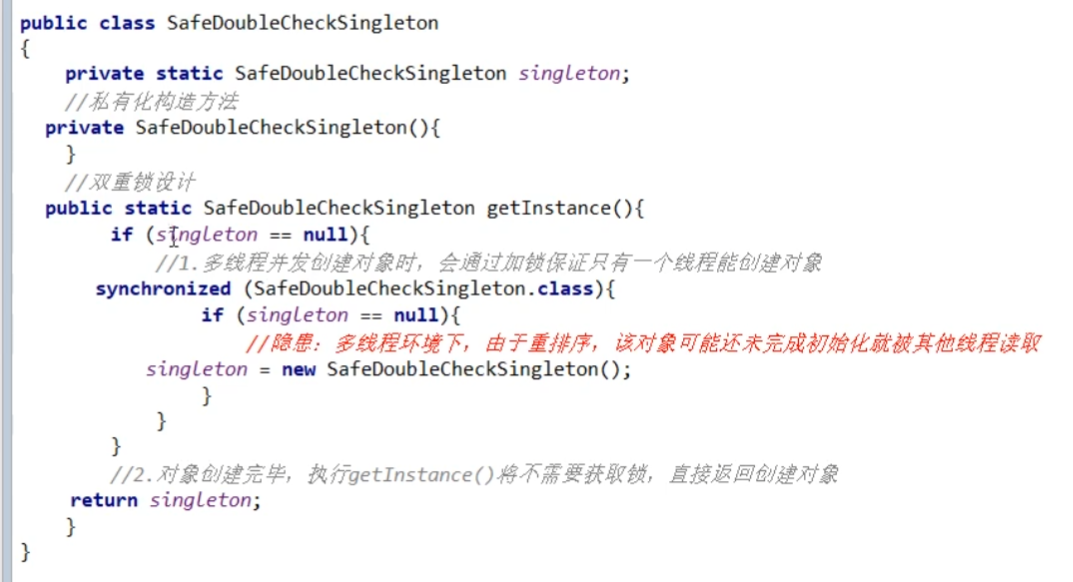 public class SafeDoubleCheckSingleton
{
private static SafeDoubleCheckSingleton singleton;
//私有化构造方法
private SafeDoubleCheckSingleton(){
}
//双重锁设计
public static SafeDoubleCheckSingleton getInstance(){
if (singleton == null){
//1.多线程并发创建对象时，会通过加锁保证只有一个线程能创建对象
synchronized (SafeDoubleCheckSingleton.class){
if (singleton == null){
//隐患：多线程环境下，由于重排序，该对象可能还未完成初始化就被其他线程读取
singleton = new SafeDoubleCheckSingleton();
}
}
}
//2.对象创建完毕，执行getInstance()将不需要获取锁，直接返回创建对象
return singleton;
}
}